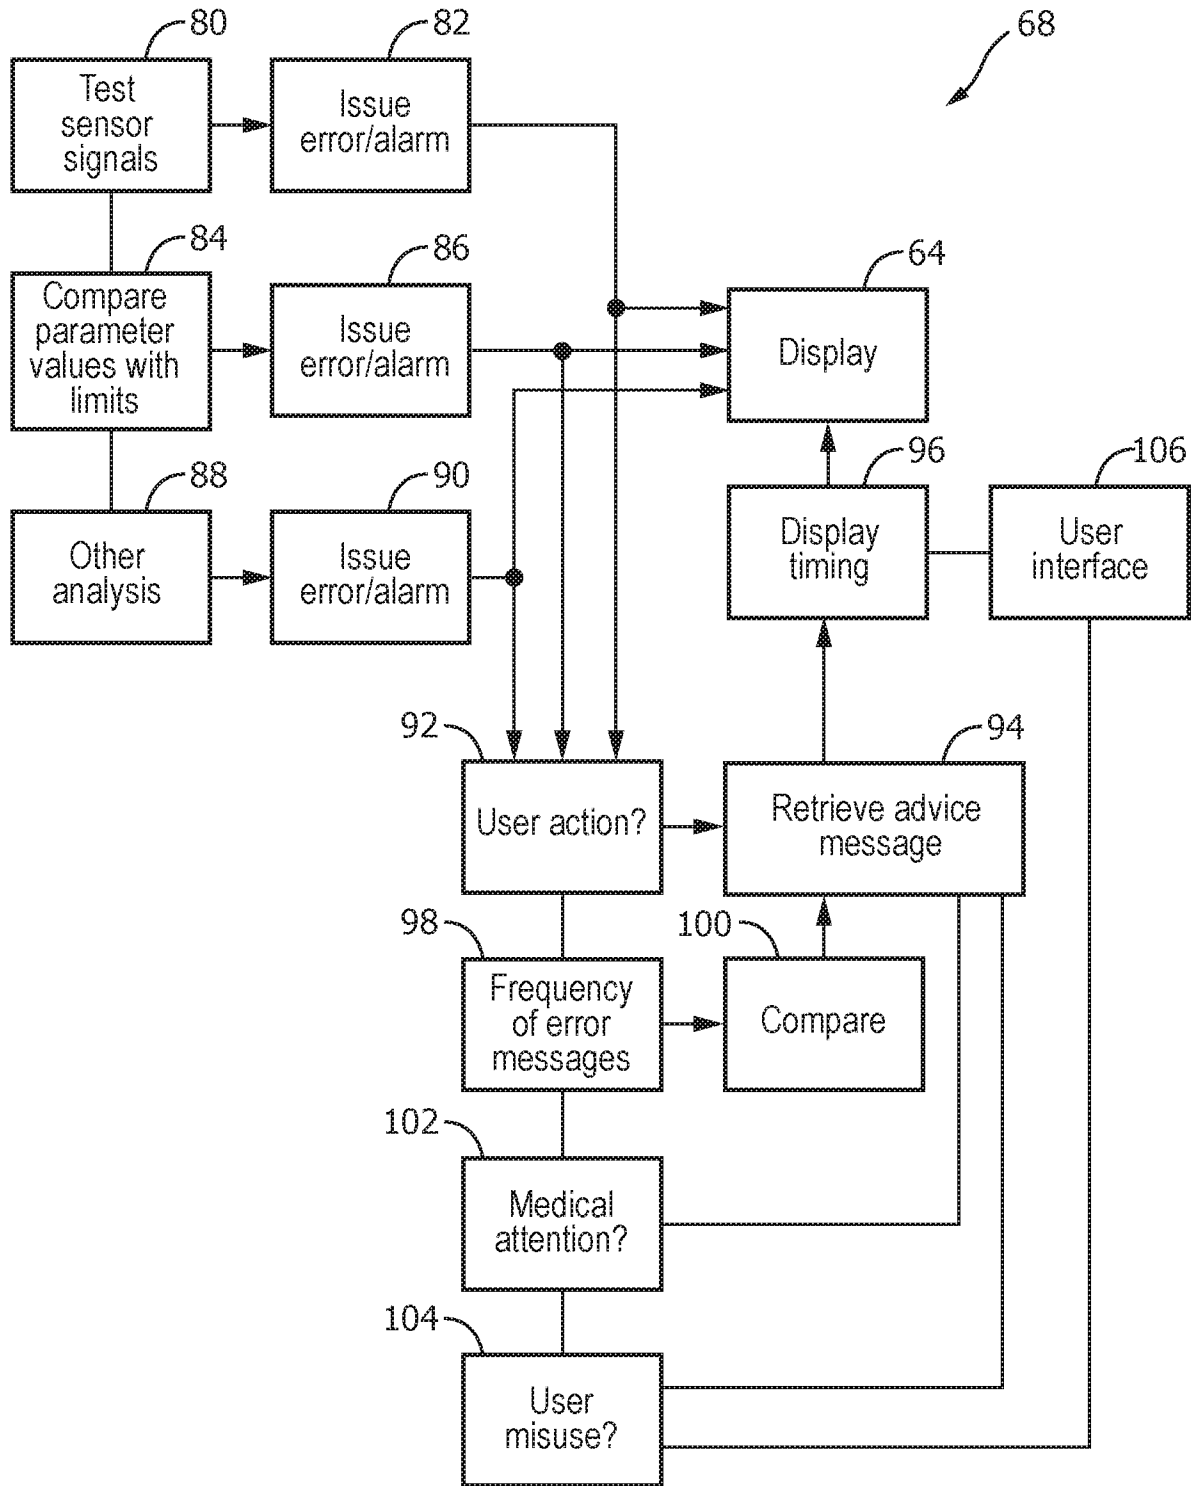 80
82
68
Test
sensor
signals
Issue
error/alarm
84
86
64
Compare
parameter
values with
limits
Issue
error/alarm
Display
88
90
96
106
Other
analysis
Issue
error/alarm
Display
timing
User
interface
92
94
User action?
Retrieve advice
message
98
100
Frequency
of error
messages
Compare
102
Medical
attention?
104
User
misuse?